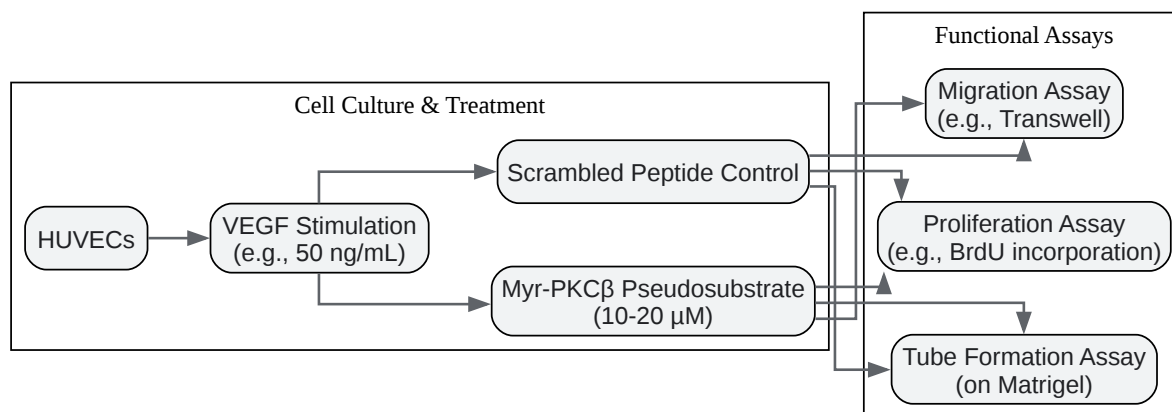 Functional Assays
Cell Culture & Treatment
Migration Assay
(e.g., Transwell)
Scrambled Peptide Control
HUVECs
VEGF Stimulation
(e.g., 50 ng/mL)
Proliferation Assay
(e.g., BrdU incorporation)
Myr-PKCβ Pseudosubstrate
(10-20 µM)
Tube Formation Assay
(on Matrigel)